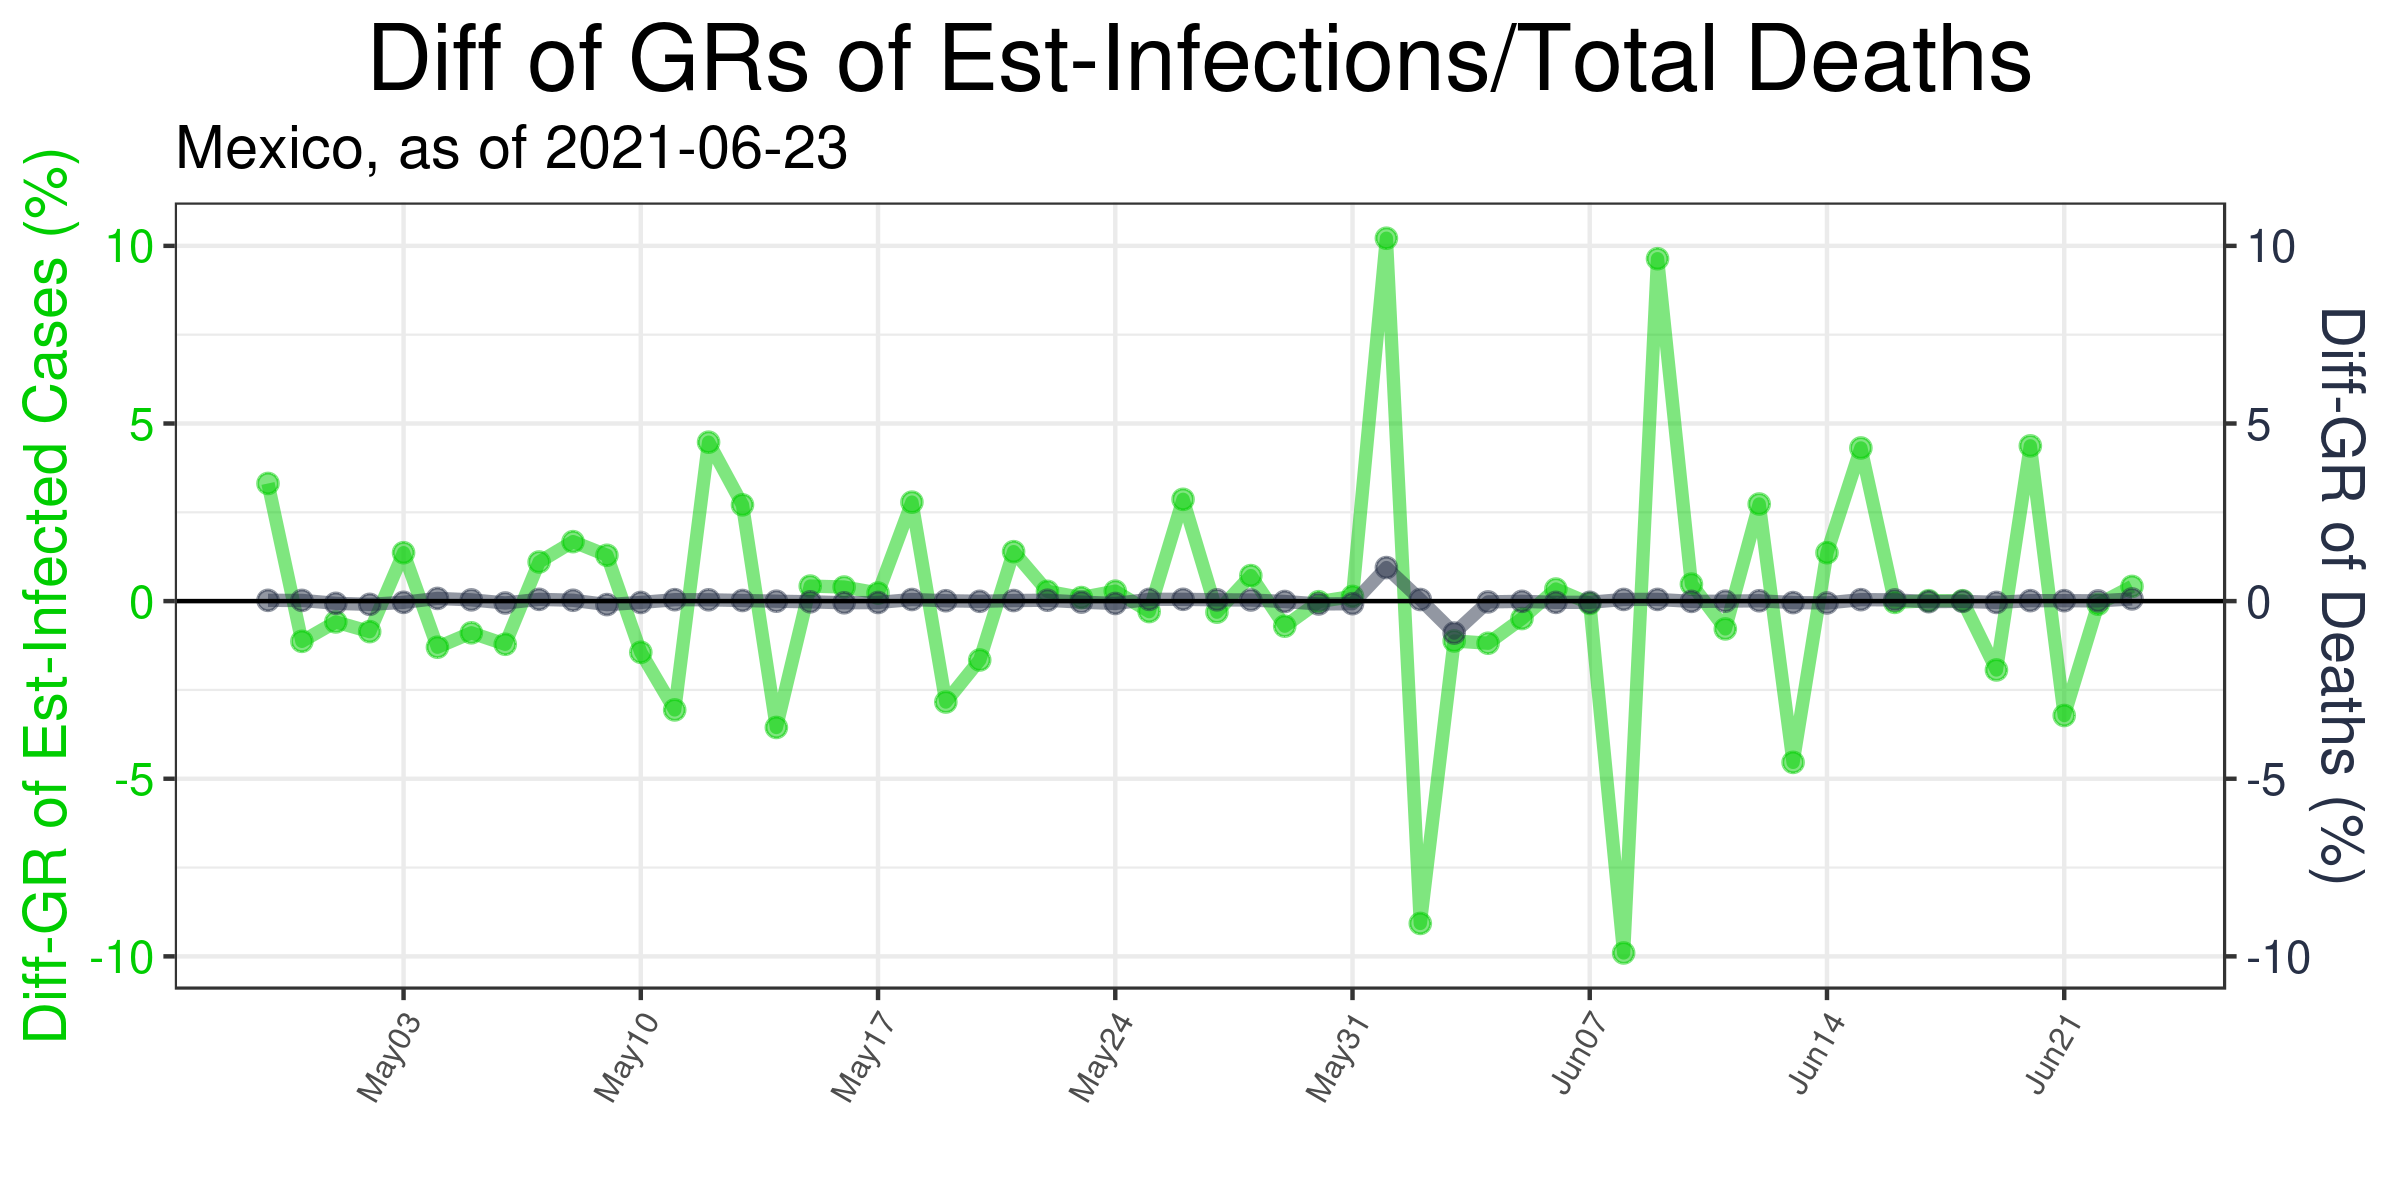 Diff of GRs of Est-Infections/Total Deaths
Mexico, as of 2021-06-23
Diff-GR of Est-Infected Cases (%)
10
5
0
-5
-10
10
5
0
-5
-10
Diff-GR of Deaths (%)
May03
May10
May17
May24
May31
Jun07
Jun14
Jun21